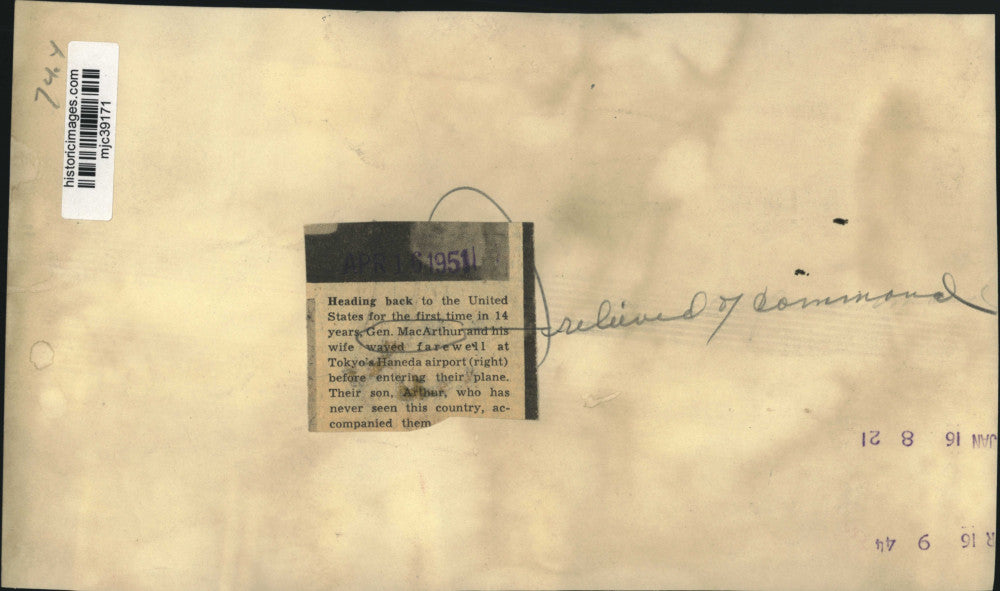 74.4
historicimages.com
mjc39171
APR 16 1951
Heading back to the United
States for the first time in 14
years, Gen. MacArthur and his
wife waved farewell at
Tokyo's Haneda airport (right)
before entering their plane.
Their son, Arthur, who has
never seen this country, ac-
companied them
relieved of command
JAN 16 8 21
R 16 9 44